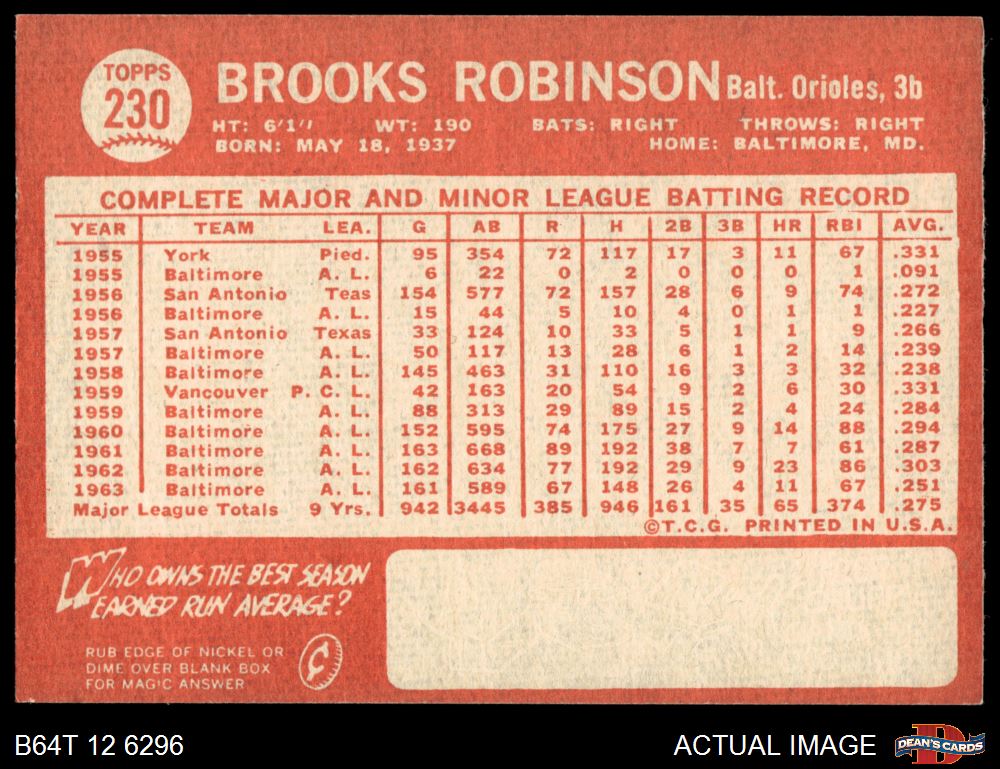 TOPPS
230
BROOKS ROBINSON Balt. Orioles, 3b
HT: 6'1" WT: 190 BATS: RIGHT THROWS: RIGHT
BORN: MAY 18, 1937 HOME: BALTIMORE, MD.
COMPLETE MAJOR AND MINOR LEAGUE BATTING RECORD
YEAR TEAM LEA. G AB R H 2B 3B HR RBI AVG.
1955 York Pied. 95 354 72 117 17 3 11 67 .331
1955 Baltimore A. L. 6 22 0 2 0 0 0 1 .091
1956 San Antonio Teas 154 577 72 157 28 6 9 74 .272
1956 Baltimore A. L. 15 44 5 10 4 0 1 1 .227
1957 San Antonio Texas 33 124 10 33 5 1 1 9 .266
1957 Baltimore A. L. 50 117 13 28 6 1 2 14 .239
1958 Baltimore A. L. 145 463 31 110 16 3 3 32 .238
1959 Vancouver P. C. L. 42 163 20 54 9 2 6 30 .331
1959 Baltimore A. L. 88 313 29 89 15 2 4 24 .284
1960 Baltimore A. L. 152 595 74 175 27 9 14 88 .294
1961 Baltimore A. L. 163 668 89 192 38 7 7 61 .287
1962 Baltimore A. L. 162 634 77 192 29 9 23 86 .303
1963 Baltimore A. L. 161 589 67 148 26 4 11 67 .251
Major League Totals 9 Yrs. 942 3445 385 946 161 35 65 374 .275
©T.C.G. PRINTED IN U.S.A.
WHO OWNS THE BEST SEASON
EARNED RUN AVERAGE?
RUB EDGE OF NICKEL OR
DIME OVER BLANK BOX
FOR MAGIC ANSWER
¢
B64T 12 6296
ACTUAL IMAGE
D
DEAN'S CARDS